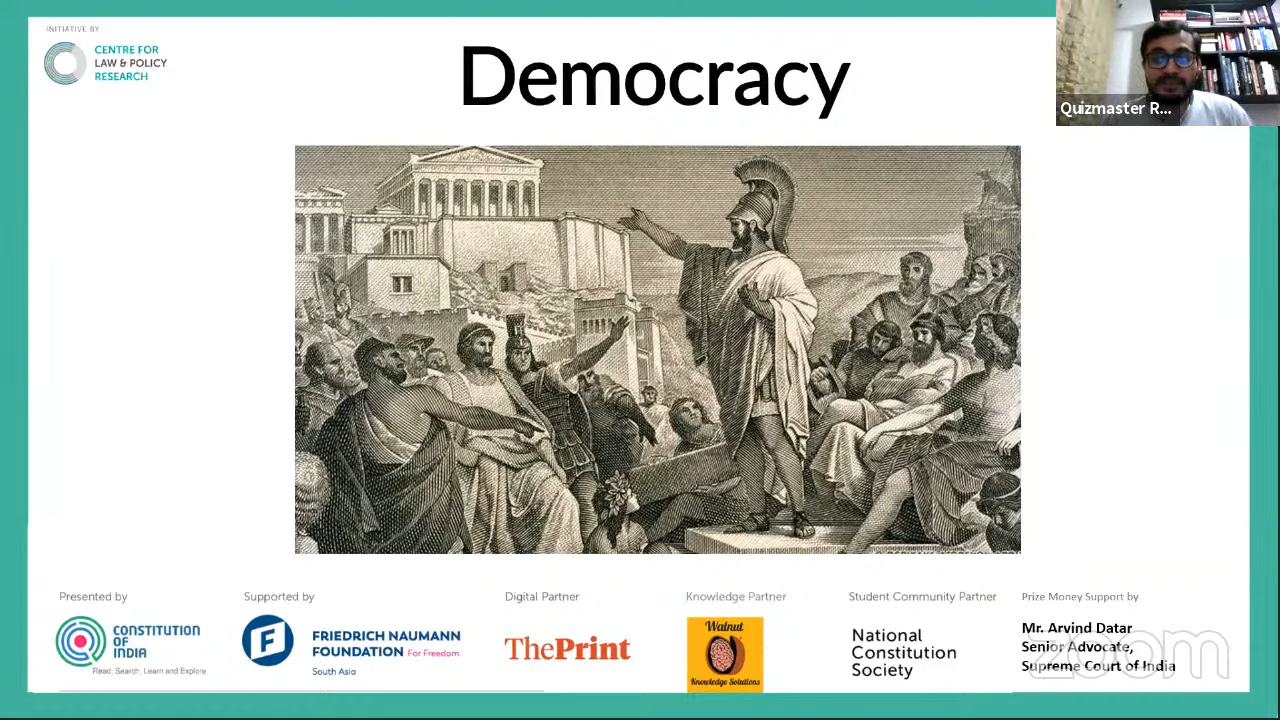 INITIATIVE BY
CENTRE FOR
LAW & POLICY
RESEARCH
Democracy
Quizmaster R...
Presented by
CONSTITUTION
OF
INDIA
Read, Search, Learn and Explore
Supported by
F
FRIEDRICH NAUMANN
FOUNDATION For Freedom.
South Asia
Digital Partner
ThePrint
Knowledge Partner
Walnut
Knowledge Solutions
Student Community Partner
National
Constitution
Society
Prize Money Support by
Mr. Arvind Datar
Senior Advocate,
Supreme Court of India
zoom